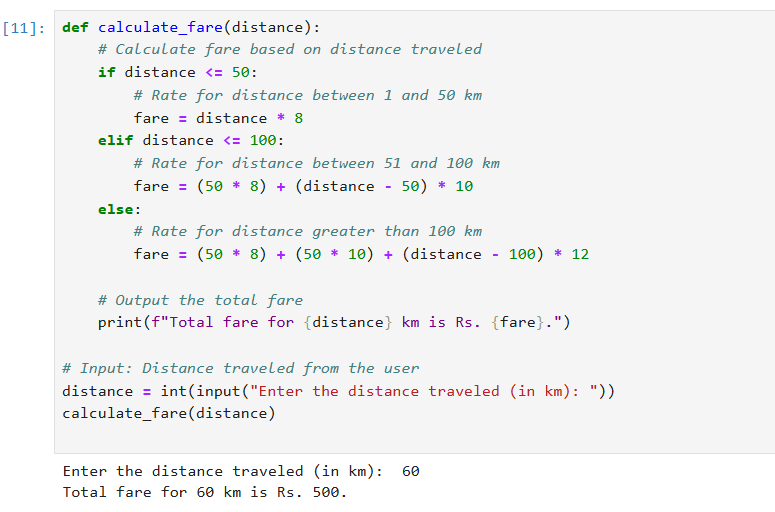 [11]: def calculate_fare(distance):
    # Calculate fare based on distance traveled
    if distance <= 50:
        # Rate for distance between 1 and 50 km
        fare = distance * 8
    elif distance <= 100:
        # Rate for distance between 51 and 100 km
        fare = (50 * 8) + (distance - 50) * 10
    else:
        # Rate for distance greater than 100 km
        fare = (50 * 8) + (50 * 10) + (distance - 100) * 12
    # Output the total fare
    print(f"Total fare for {distance} km is Rs. {fare}.")
# Input: Distance traveled from the user
distance = int(input("Enter the distance traveled (in km): "))
calculate_fare(distance)
Enter the distance traveled (in km):  60
Total fare for 60 km is Rs. 500.